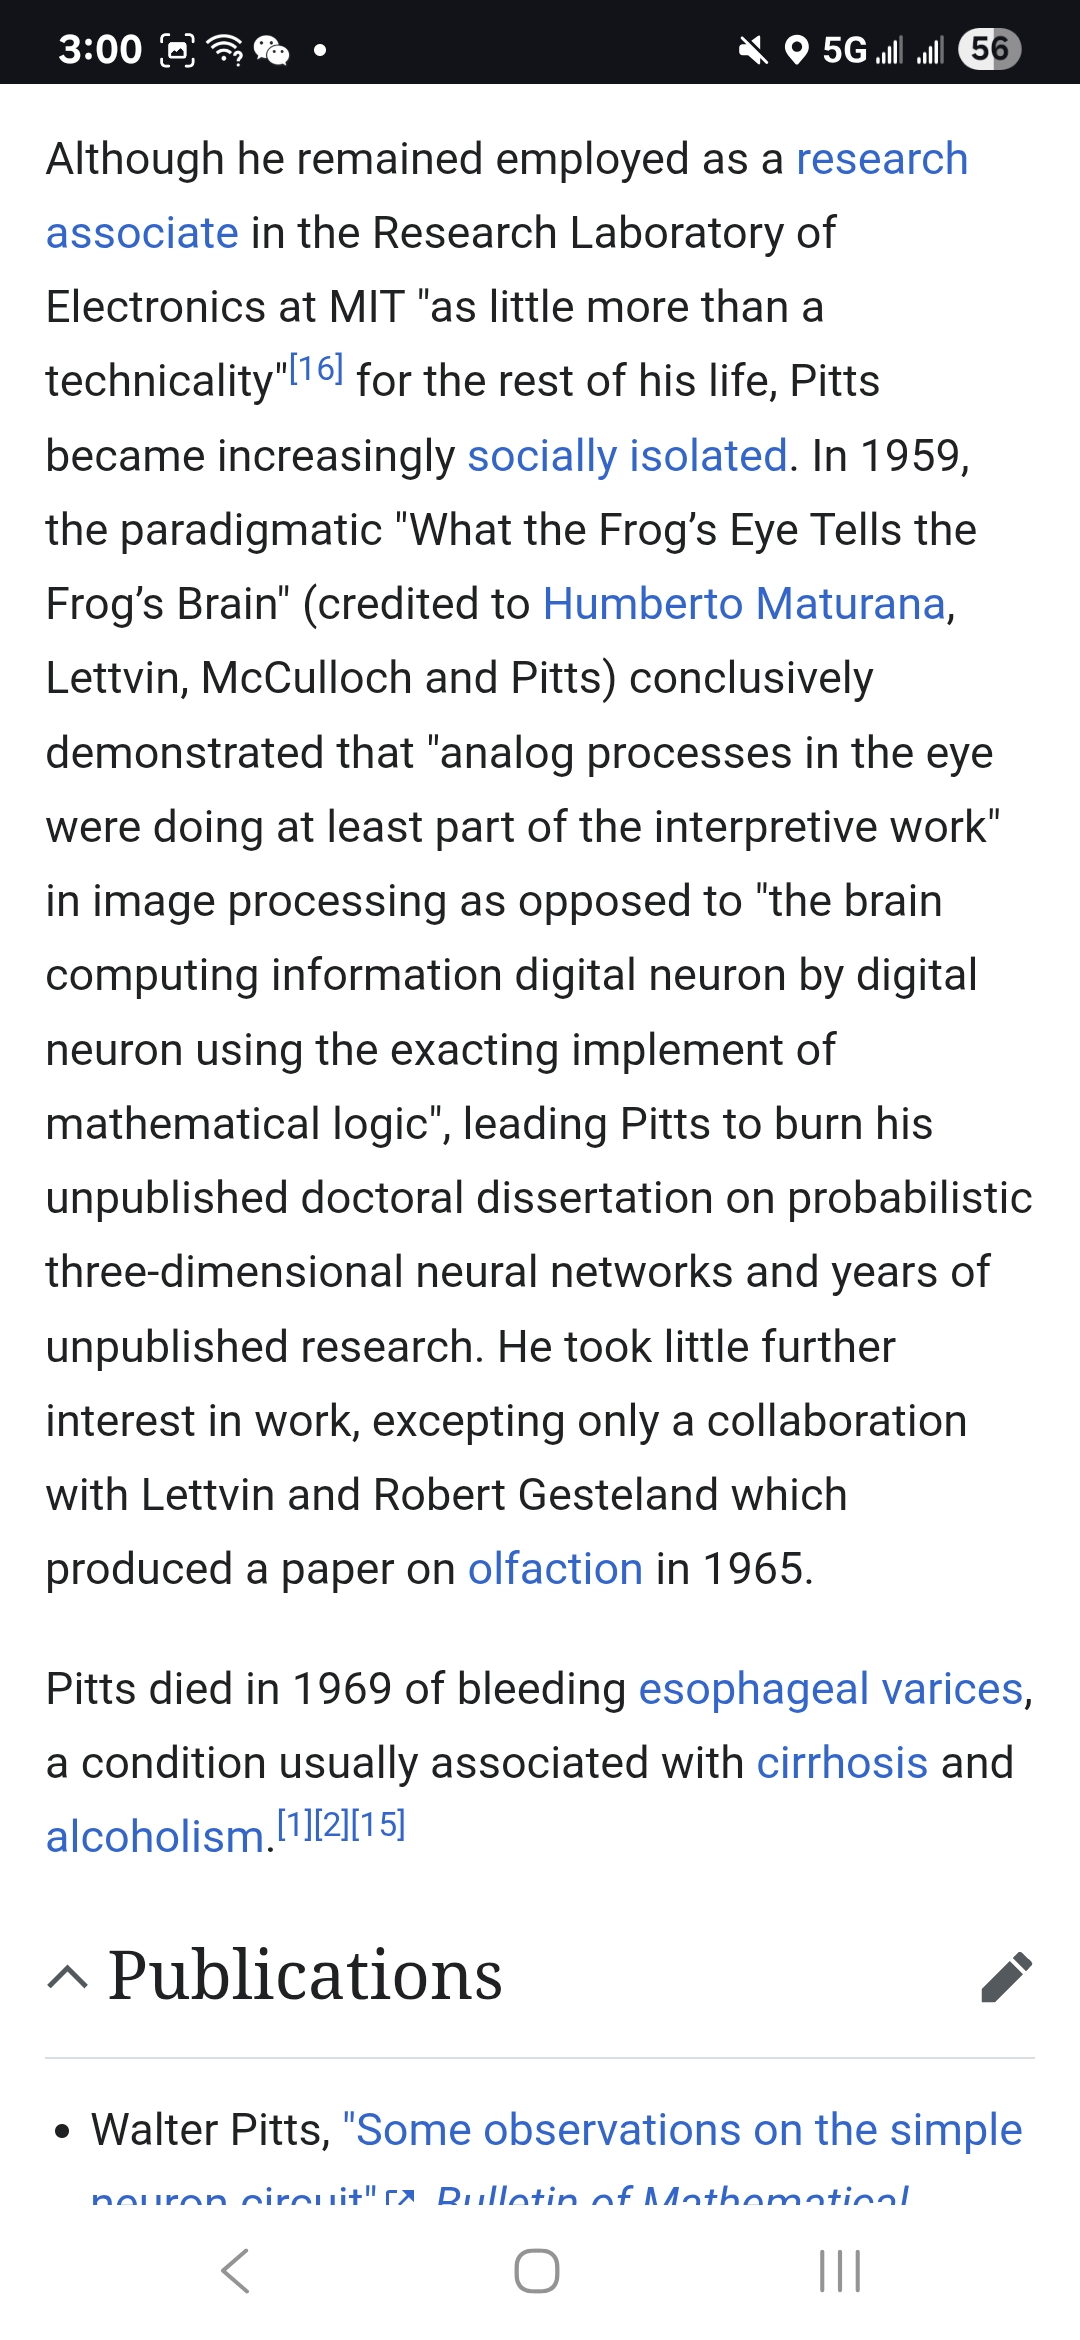 3:00
5G
56
Although he remained employed as a research
associate in the Research Laboratory of
Electronics at MIT "as little more than a
technicality"[16] for the rest of his life, Pitts
became increasingly socially isolated. In 1959,
the paradigmatic "What the Frog’s Eye Tells the
Frog’s Brain" (credited to Humberto Maturana,
Lettvin, McCulloch and Pitts) conclusively
demonstrated that "analog processes in the eye
were doing at least part of the interpretive work"
in image processing as opposed to "the brain
computing information digital neuron by digital
neuron using the exacting implement of
mathematical logic", leading Pitts to burn his
unpublished doctoral dissertation on probabilistic
three-dimensional neural networks and years of
unpublished research. He took little further
interest in work, excepting only a collaboration
with Lettvin and Robert Gesteland which
produced a paper on olfaction in 1965.
Pitts died in 1969 of bleeding esophageal varices,
a condition usually associated with cirrhosis and
alcoholism.[1][2][15]
Publications
• Walter Pitts, "Some observations on the simple
neuron circuit" Bulletin of Mathematical